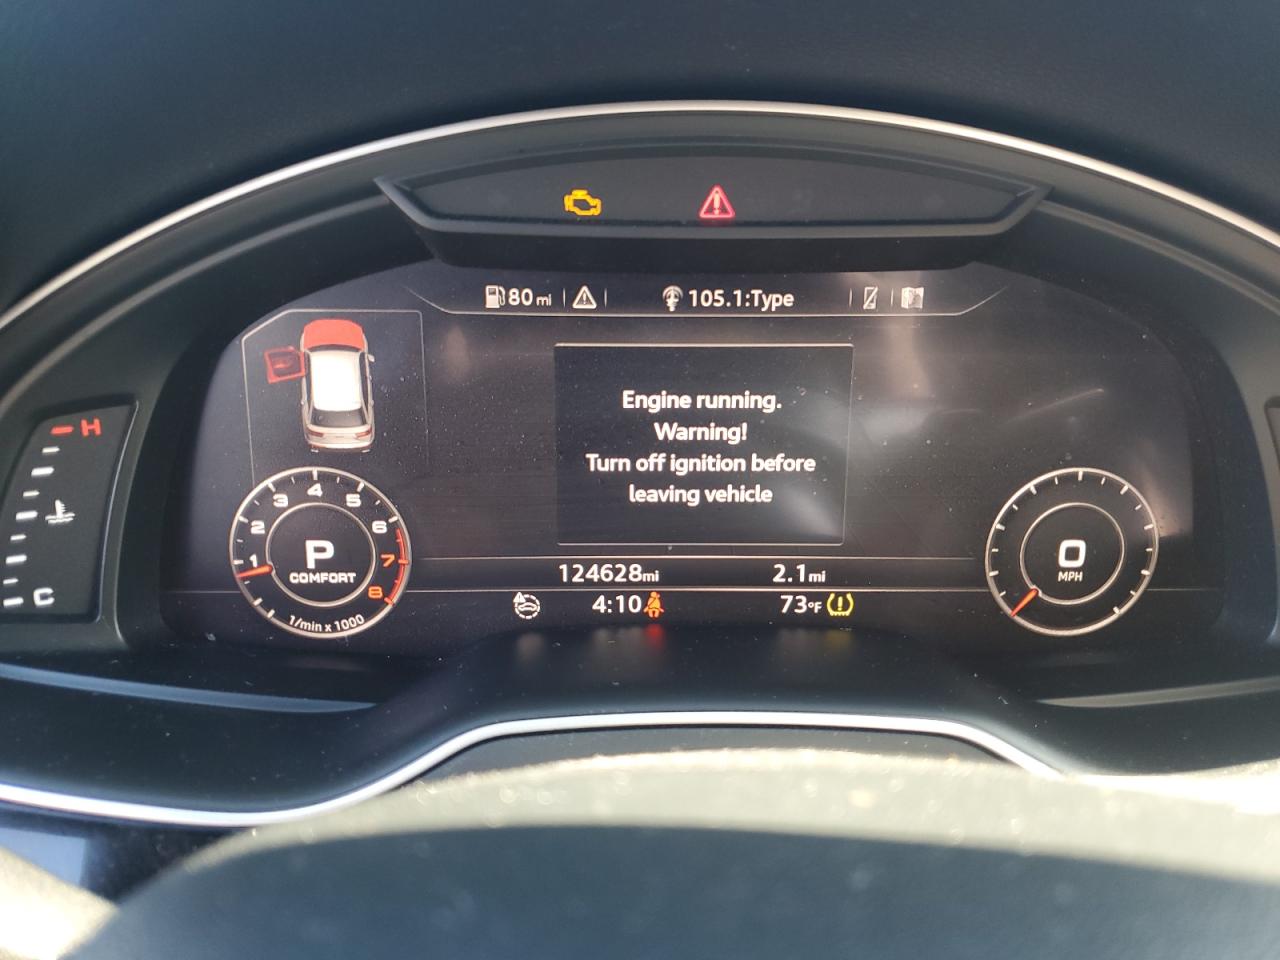 80 mi
105.1:Type
H
C
Engine running.
Warning!
Turn off ignition before
leaving vehicle
1 2 3 4 5 6 7 8
P
COMFORT
1/min x 1000
0
MPH
124628mi
2.1mi
4:10
73°F